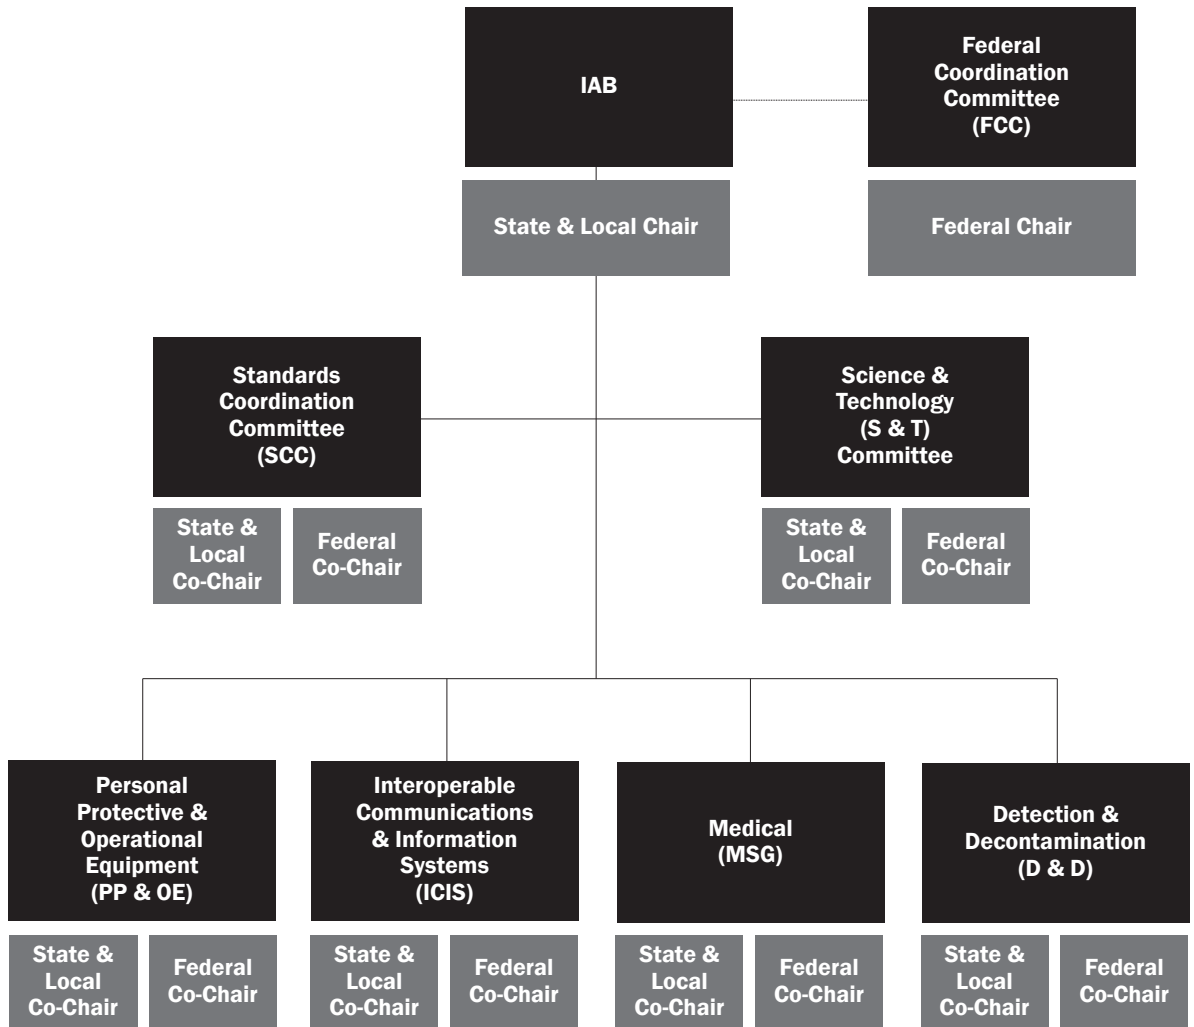 IAB
Federal
Coordination
Committee
(FCC)
State & Local Chair
Federal Chair
Standards
Coordination
Committee
(SCC)
Science &
Technology
(S & T)
Committee
State &
Local
Co-Chair
Federal
Co-Chair
State &
Local
Co-Chair
Federal
Co-Chair
Personal
Protective &
Operational
Equipment
(PP & OE)
Interoperable
Communications
& Information
Systems
(ICIS)
Medical
(MSG)
Detection &
Decontamination
(D & D)
State &
Local
Co-Chair
Federal
Co-Chair
State &
Local
Co-Chair
Federal
Co-Chair
State &
Local
Co-Chair
Federal
Co-Chair
State &
Local
Co-Chair
Federal
Co-Chair